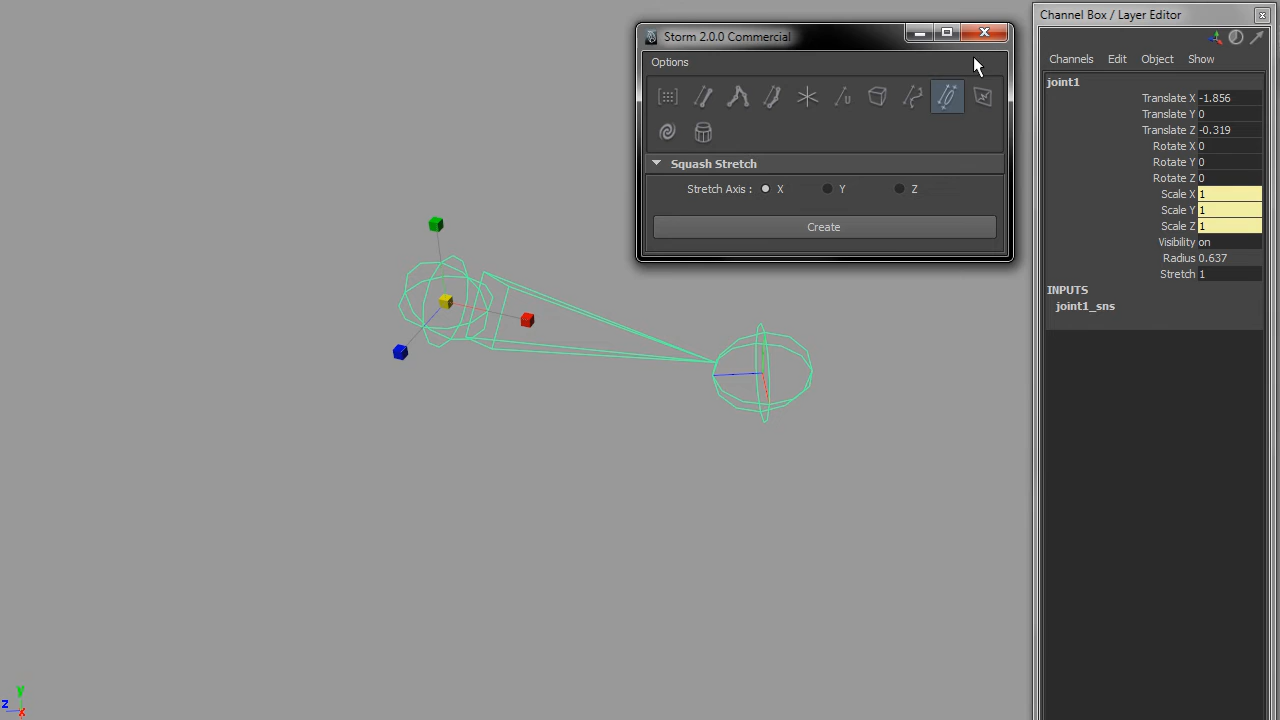 Storm 2.0.0 Commercial
Options
Squash Stretch
Stretch Axis : X Y Z
Create
Channel Box / Layer Editor
Channels Edit Object Show
joint1
Translate X -1.856
Translate Y 0
Translate Z -0.319
Rotate X 0
Rotate Y 0
Rotate Z 0
Scale X 1
Scale Y 1
Scale Z 1
Visibility on
Radius 0.637
Stretch 1
INPUTS
joint1_sns
y
z x